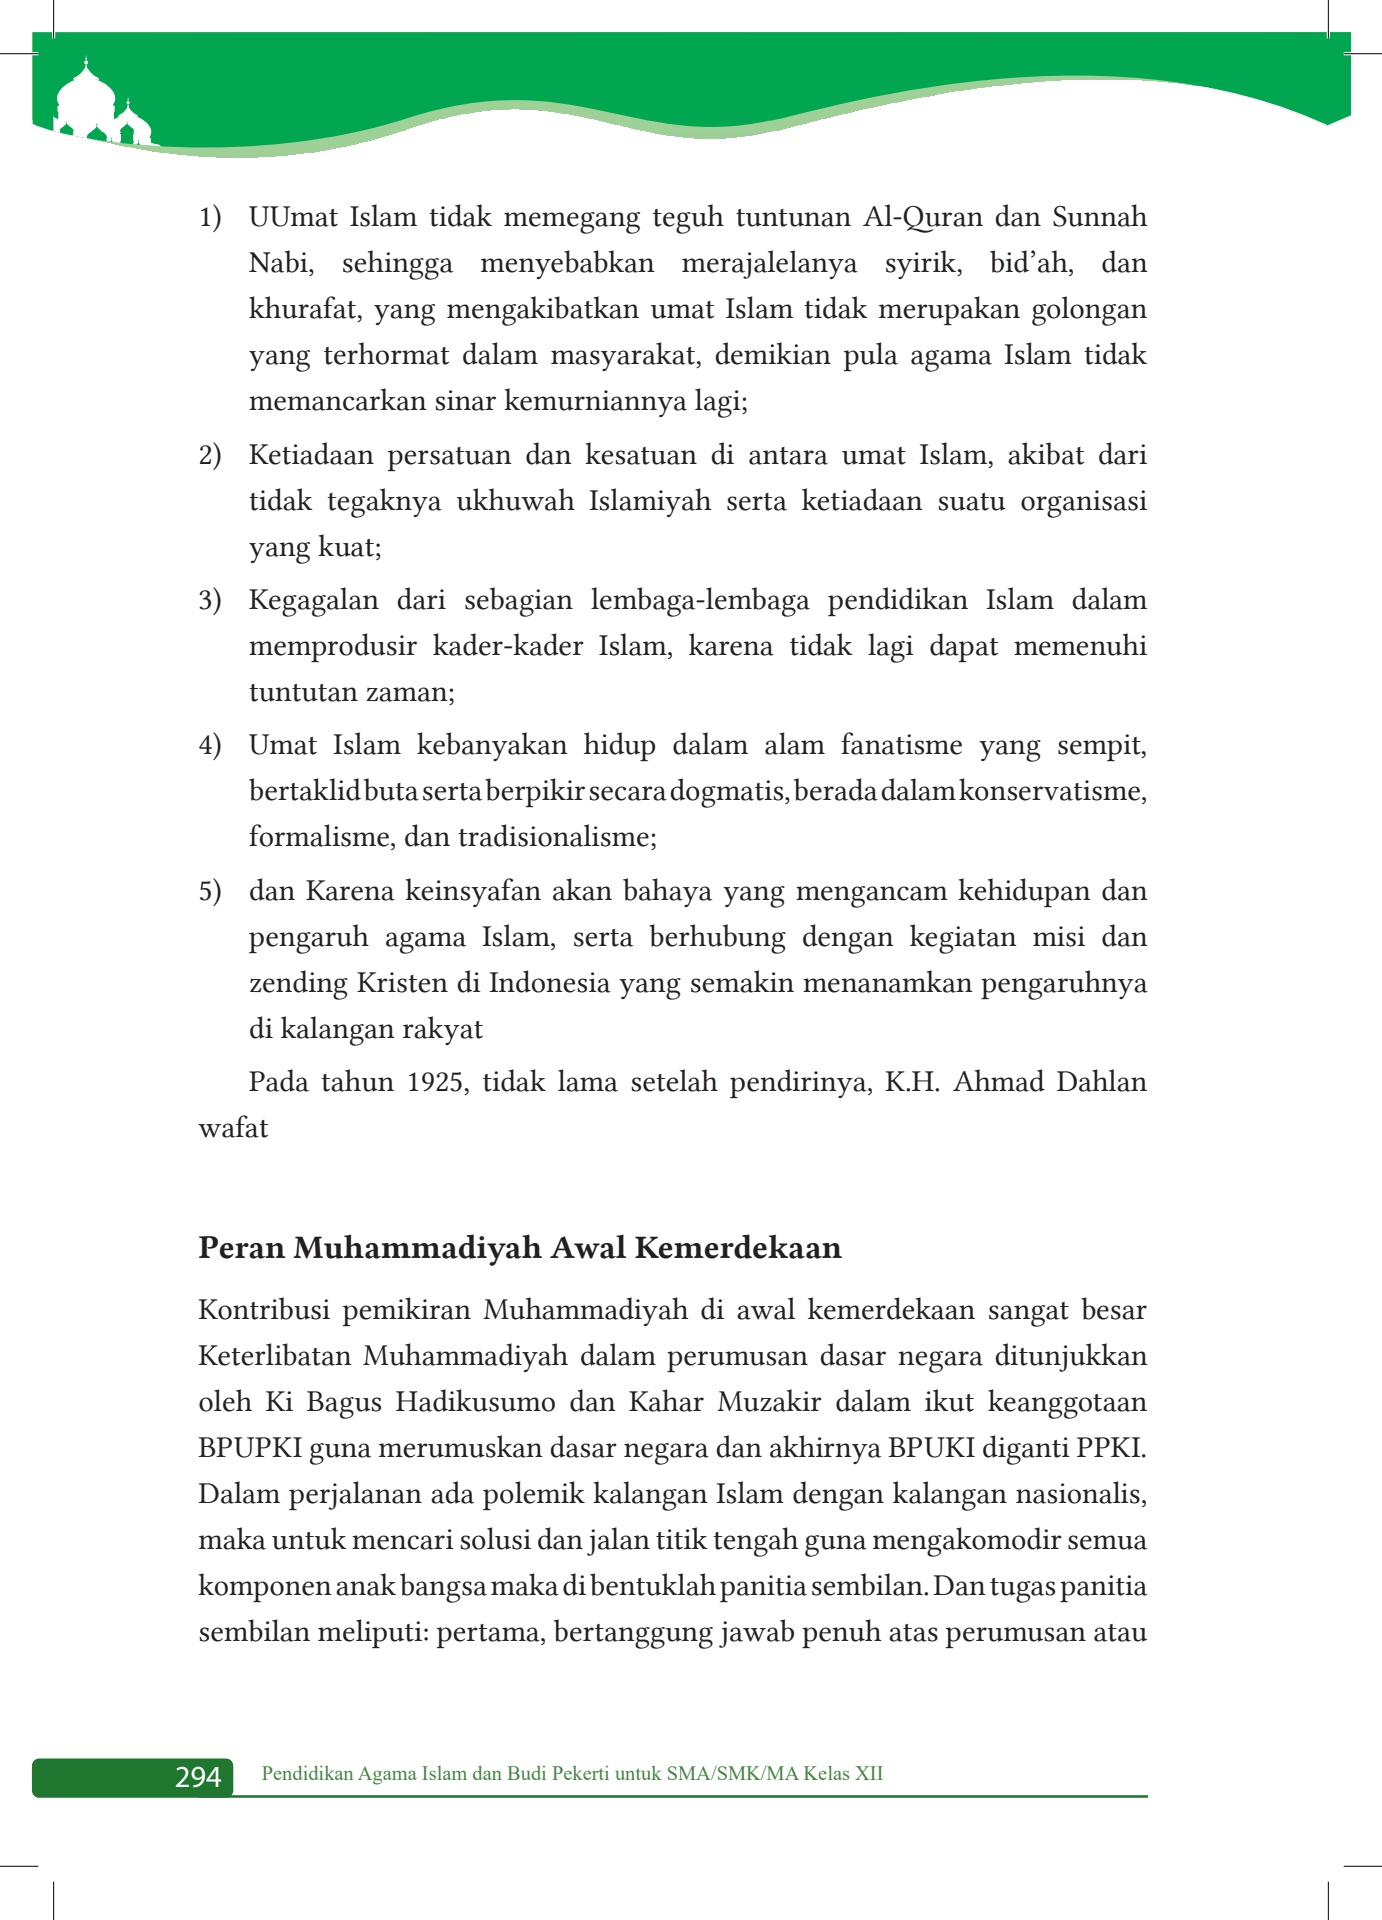 1) UUmat Islam tidak memegang teguh tuntunan Al-Quran dan Sunnah
Nabi, sehingga menyebabkan merajalelanya syirik, bid’ah, dan
khurafat, yang mengakibatkan umat Islam tidak merupakan golongan
yang terhormat dalam masyarakat, demikian pula agama Islam tidak
memancarkan sinar kemurniannya lagi;
2) Ketiadaan persatuan dan kesatuan di antara umat Islam, akibat dari
tidak tegaknya ukhuwah Islamiyah serta ketiadaan suatu organisasi
yang kuat;
3) Kegagalan dari sebagian lembaga-lembaga pendidikan Islam dalam
memprodusir kader-kader Islam, karena tidak lagi dapat memenuhi
tuntutan zaman;
4) Umat Islam kebanyakan hidup dalam alam fanatisme yang sempit,
bertaklid buta serta berpikir secara dogmatis, berada dalam konservatisme,
formalisme, dan tradisionalisme;
5) dan Karena keinsyafan akan bahaya yang mengancam kehidupan dan
pengaruh agama Islam, serta berhubung dengan kegiatan misi dan
zending Kristen di Indonesia yang semakin menanamkan pengaruhnya
di kalangan rakyat
Pada tahun 1925, tidak lama setelah pendirinya, K.H. Ahmad Dahlan
wafat
Peran Muhammadiyah Awal Kemerdekaan
Kontribusi pemikiran Muhammadiyah di awal kemerdekaan sangat besar
Keterlibatan Muhammadiyah dalam perumusan dasar negara ditunjukkan
oleh Ki Bagus Hadikusumo dan Kahar Muzakir dalam ikut keanggotaan
BPUPKI guna merumuskan dasar negara dan akhirnya BPUKI diganti PPKI.
Dalam perjalanan ada polemik kalangan Islam dengan kalangan nasionalis,
maka untuk mencari solusi dan jalan titik tengah guna mengakomodir semua
komponen anak bangsa maka di bentuklah panitia sembilan. Dan tugas panitia
sembilan meliputi: pertama, bertanggung jawab penuh atas perumusan atau
294 Pendidikan Agama Islam dan Budi Pekerti untuk SMA/SMK/MA Kelas XII